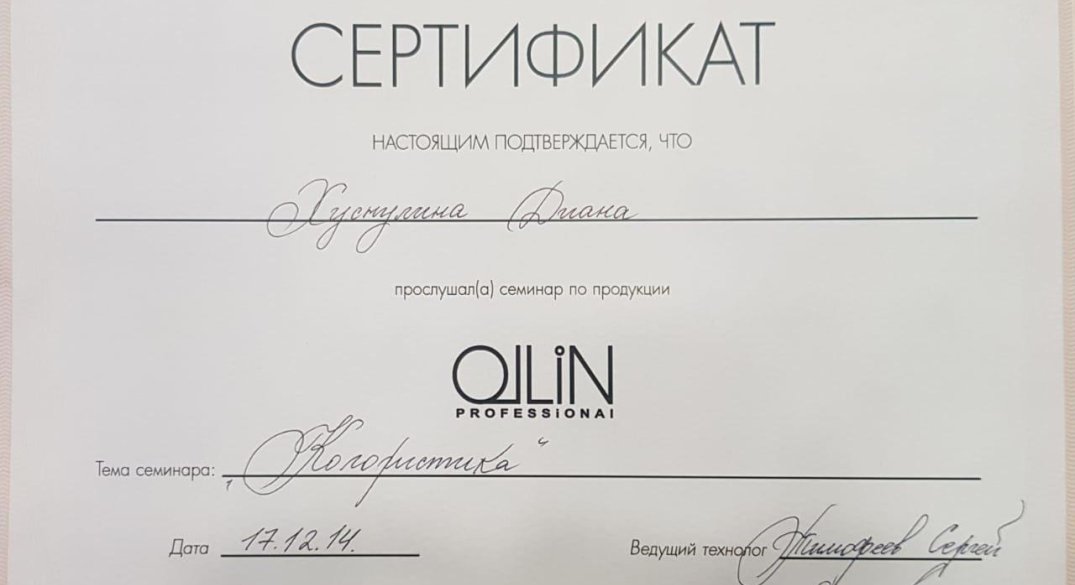 СЕРТИФИКАТ
НАСТОЯЩИМ ПОДТВЕРЖДАЕТСЯ, ЧТО
Хуснулина Диана
прослушал(а) семинар по продукции
OLLiN
PROFESSiONAl
Тема семинара: „Колористика“
Дата 17.12.14. Ведущий технолог Тимофеев Сергей